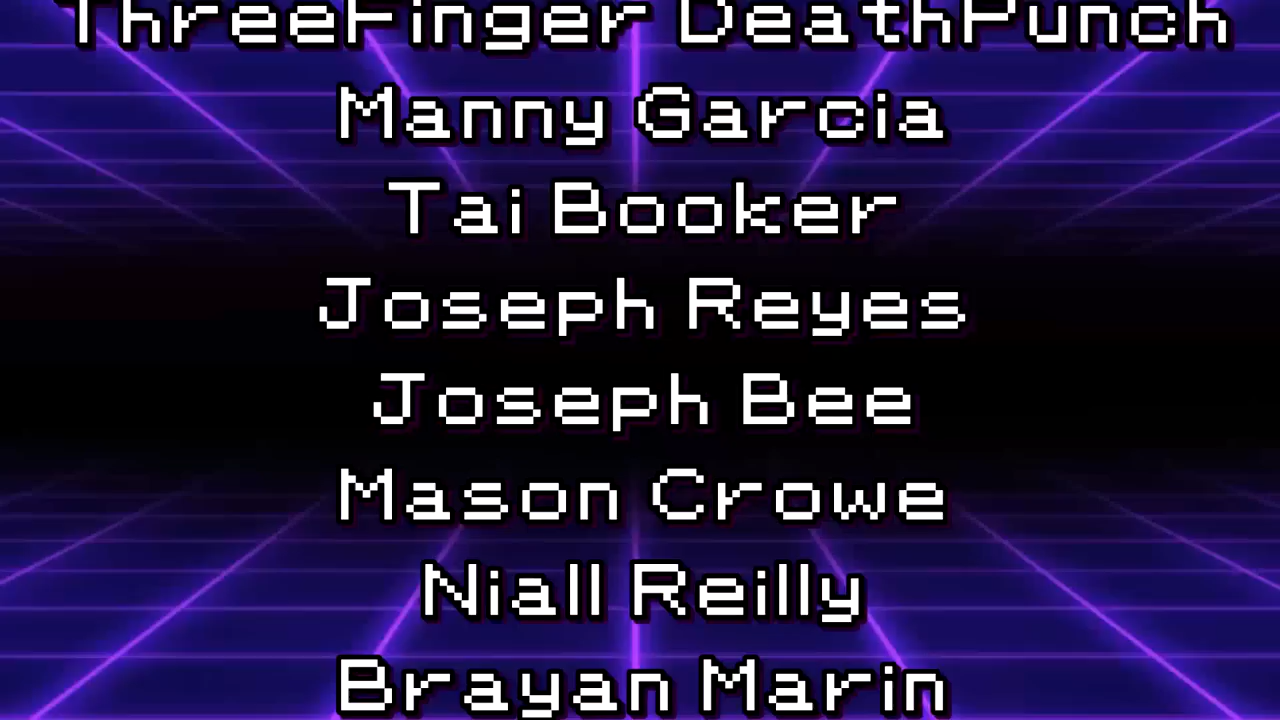 ThreeFinger DeathPunch
Manny Garcia
Tai Booker
Joseph Reyes
Joseph Bee
Mason Crowe
Niall Reilly
Brayan Marin